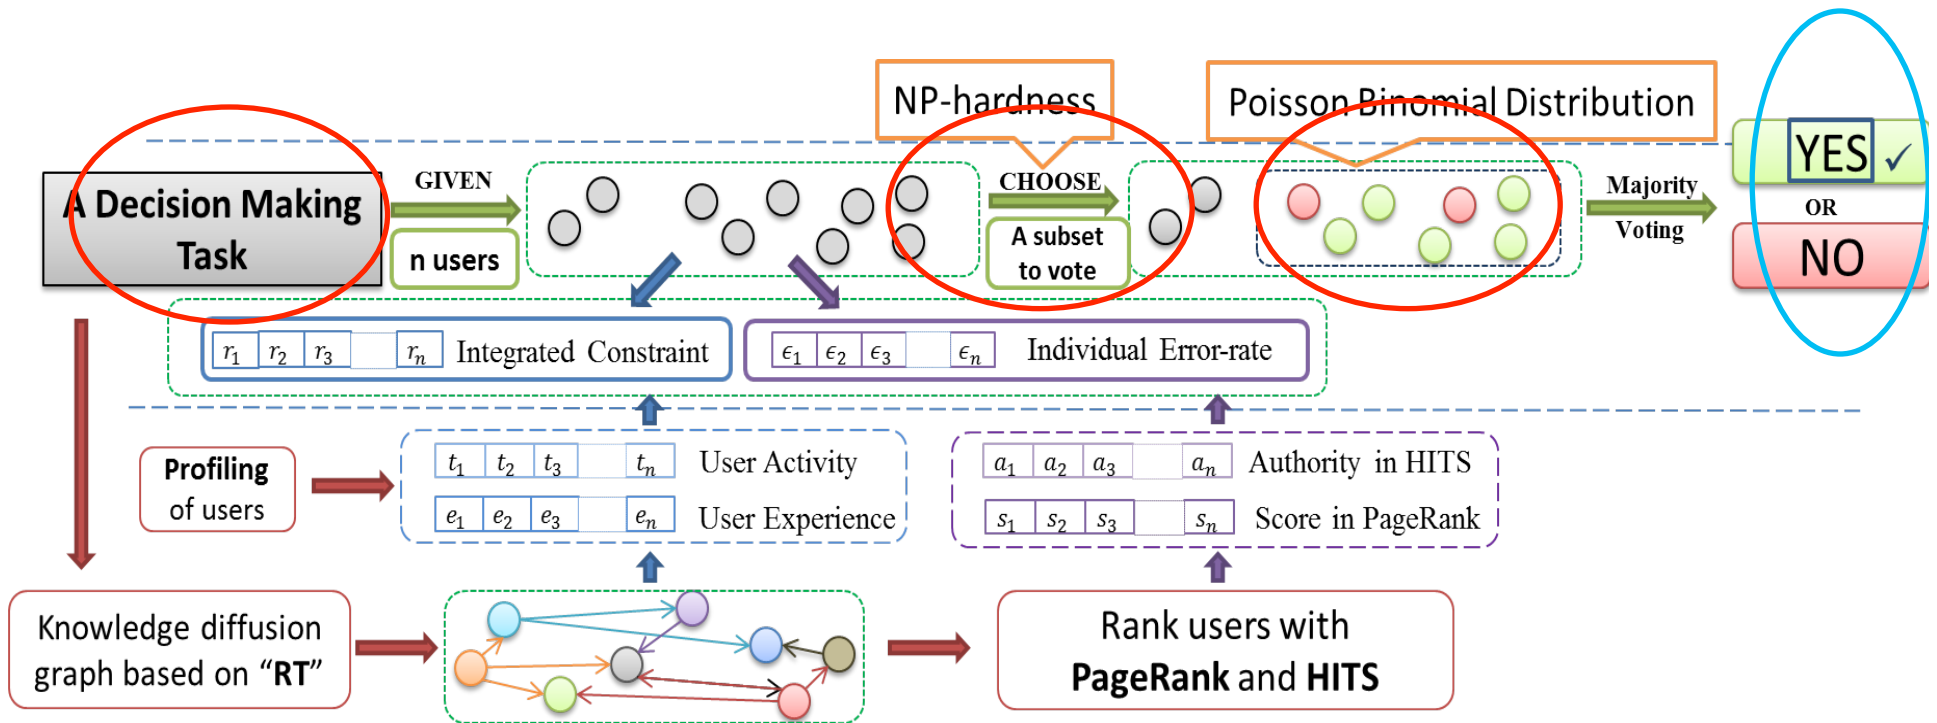 NP-hardness
Poisson Binomial Distribution
A Decision Making
Task
GIVEN
n users
CHOOSE
A subset
to vote
Majority
Voting
YES ✓
OR
NO
r₁ r₂ r₃ rₙ Integrated Constraint
ϵ₁ ϵ₂ ϵ₃ ϵₙ Individual Error-rate
Profiling
of users
t₁ t₂ t₃ tₙ User Activity
e₁ e₂ e₃ eₙ User Experience
a₁ a₂ a₃ aₙ Authority in HITS
s₁ s₂ s₃ sₙ Score in PageRank
Knowledge diffusion
graph based on “RT”
Rank users with
PageRank and HITS